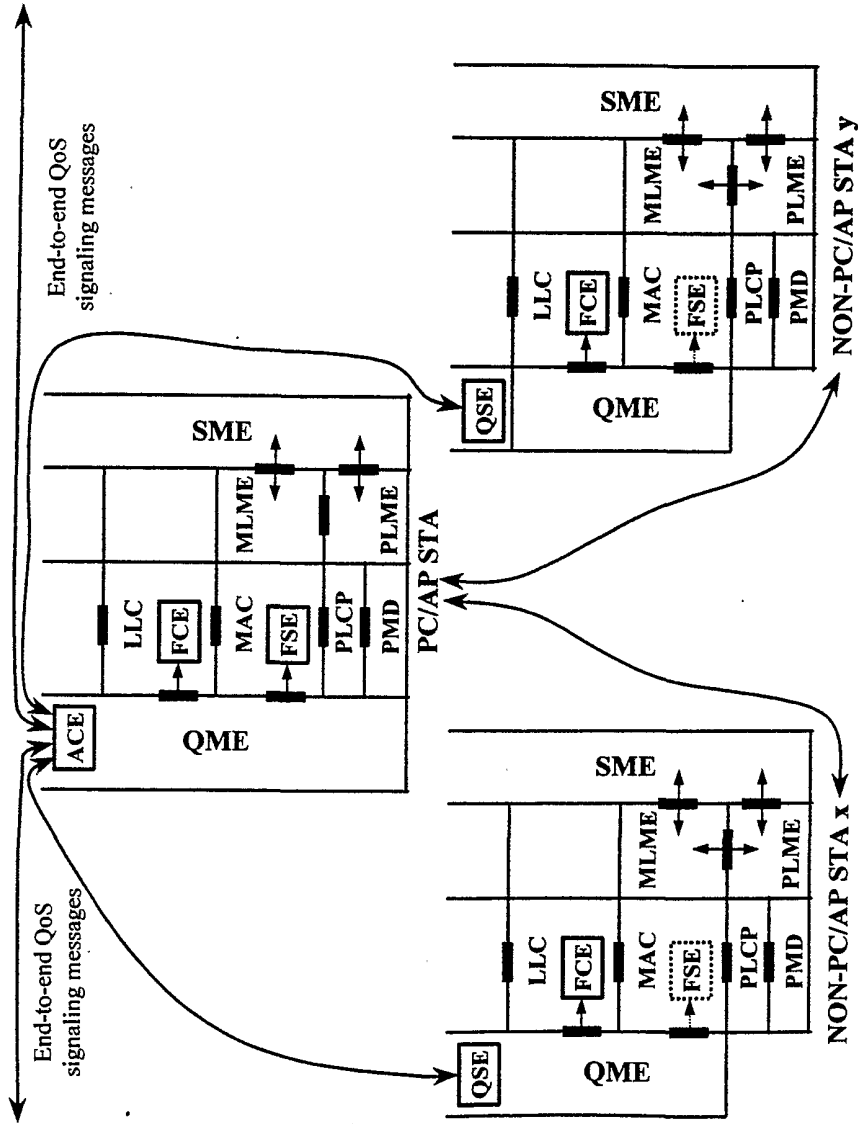 End-to-end QoS
signaling messages
End-to-end QoS
signaling messages
ACE
QME
LLC
FCE
MAC
FSE
PLCP
PMD
MLME
PLME
SME
PC/AP STA
QSE
QME
LLC
FCE
MAC
FSE
PLCP
PMD
MLME
PLME
SME
NON-PC/AP STA x
QSE
QME
LLC
FCE
MAC
FSE
PLCP
PMD
MLME
PLME
SME
NON-PC/AP STA y